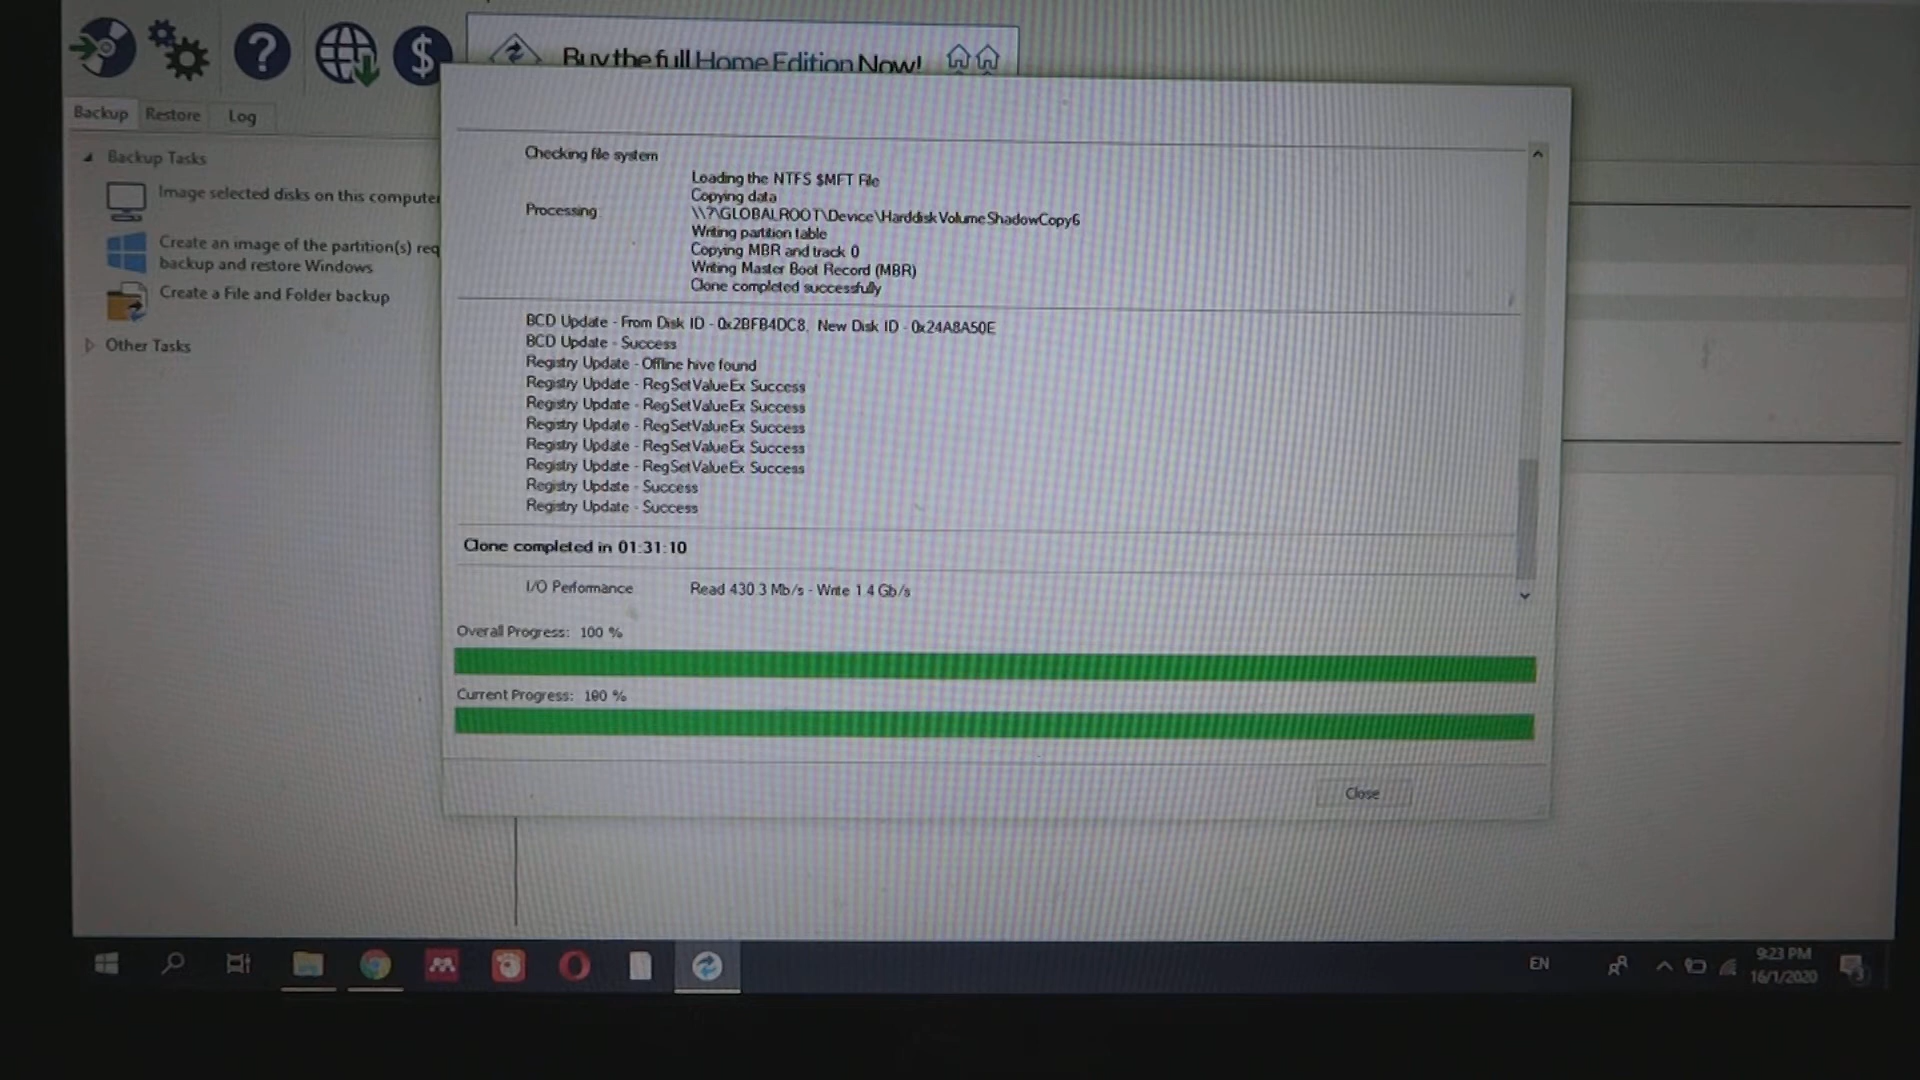 Buy the full Home Edition Now!
Backup Restore Log
Backup Tasks
Image selected disks on this computer
Create an image of the partition(s) req
backup and restore Windows
Create a File and Folder backup
Other Tasks
Checking file system
Loading the NTFS $MFT File
Copying data
Processing: \\?\GLOBALROOT\Device\HarddiskVolumeShadowCopy6
Writing partition table
Copying MBR and track 0
Writing Master Boot Record (MBR)
Clone completed successfully
BCD Update - From Disk ID - 0x2BFB4DC8, New Disk ID - 0x24A8A50E
BCD Update - Success
Registry Update - Offline hive found
Registry Update - RegSetValueEx Success
Registry Update - RegSetValueEx Success
Registry Update - RegSetValueEx Success
Registry Update - RegSetValueEx Success
Registry Update - RegSetValueEx Success
Registry Update - Success
Registry Update - Success
Clone completed in 01:31:10
I/O Performance Read 430.3 Mb/s - Write 1.4 Gb/s
Overall Progress: 100 %
Current Progress: 100 %
Close
EN
9:23 PM
16/1/2020
3